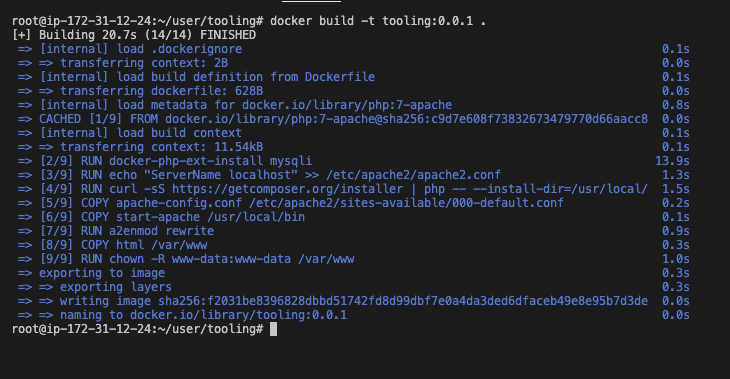 root@ip-172-31-12-24:~/user/tooling# docker build -t tooling:0.0.1 .
[+] Building 20.7s (14/14) FINISHED
=> [internal] load .dockerignore 0.1s
=> => transferring context: 2B 0.0s
=> [internal] load build definition from Dockerfile 0.1s
=> => transferring dockerfile: 628B 0.0s
=> [internal] load metadata for docker.io/library/php:7-apache 0.8s
=> CACHED [1/9] FROM docker.io/library/php:7-apache@sha256:c9d7e608f73832673479770d66aacc8 0.0s
=> [internal] load build context 0.1s
=> => transferring context: 11.54kB 0.0s
=> [2/9] RUN docker-php-ext-install mysqli 13.9s
=> [3/9] RUN echo "ServerName localhost" >> /etc/apache2/apache2.conf 1.3s
=> [4/9] RUN curl -sS https://getcomposer.org/installer | php -- --install-dir=/usr/local/ 1.5s
=> [5/9] COPY apache-config.conf /etc/apache2/sites-available/000-default.conf 0.2s
=> [6/9] COPY start-apache /usr/local/bin 0.1s
=> [7/9] RUN a2enmod rewrite 0.9s
=> [8/9] COPY html /var/www 0.3s
=> [9/9] RUN chown -R www-data:www-data /var/www 1.0s
=> exporting to image 0.3s
=> => exporting layers 0.3s
=> => writing image sha256:f2031be8396828dbbd51742fd8d99dbf7e0a4da3ded6dfaceb49e8e95b7d3de 0.0s
=> => naming to docker.io/library/tooling:0.0.1 0.0s
root@ip-172-31-12-24:~/user/tooling#